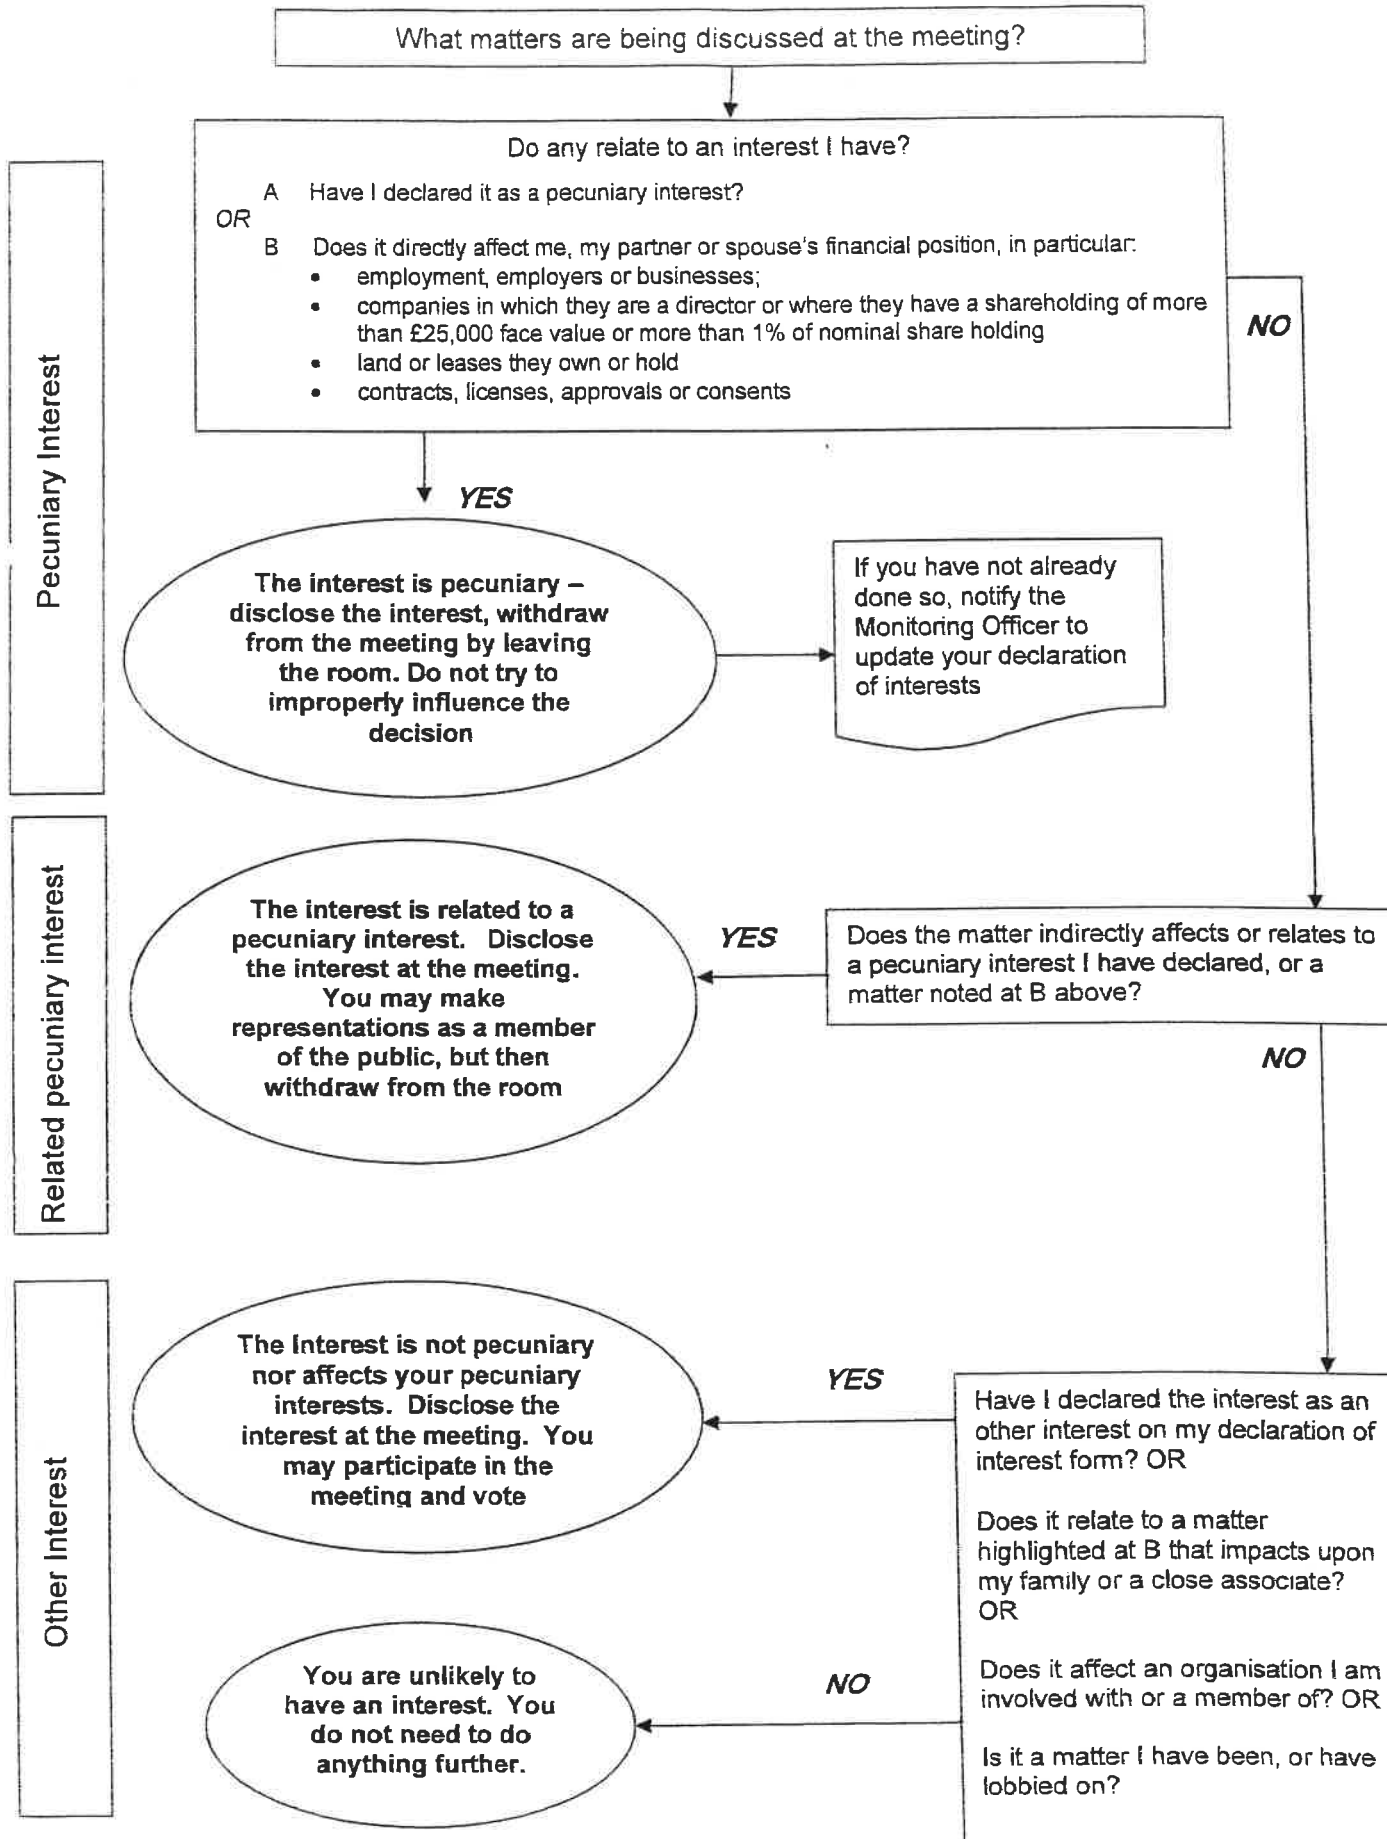 What matters are being discussed at the meeting?
Do any relate to an interest I have?
A Have I declared it as a pecuniary interest?
OR
B Does it directly affect me, my partner or spouse's financial position, in particular:
• employment, employers or businesses;
• companies in which they are a director or where they have a shareholding of more
than £25,000 face value or more than 1% of nominal share holding
• land or leases they own or hold
• contracts, licenses, approvals or consents
NO
Pecuniary Interest
YES
The interest is pecuniary –
disclose the interest, withdraw
from the meeting by leaving
the room. Do not try to
improperly influence the
decision
If you have not already
done so, notify the
Monitoring Officer to
update your declaration
of interests
Related pecuniary interest
The interest is related to a
pecuniary interest. Disclose
the interest at the meeting.
You may make
representations as a member
of the public, but then
withdraw from the room
YES
Does the matter indirectly affects or relates to
a pecuniary interest I have declared, or a
matter noted at B above?
NO
Other Interest
The Interest is not pecuniary
nor affects your pecuniary
interests. Disclose the
interest at the meeting. You
may participate in the
meeting and vote
YES
Have I declared the interest as an
other interest on my declaration of
interest form? OR
Does it relate to a matter
highlighted at B that impacts upon
my family or a close associate?
OR
Does it affect an organisation I am
involved with or a member of? OR
Is it a matter I have been, or have
lobbied on?
NO
You are unlikely to
have an interest. You
do not need to do
anything further.